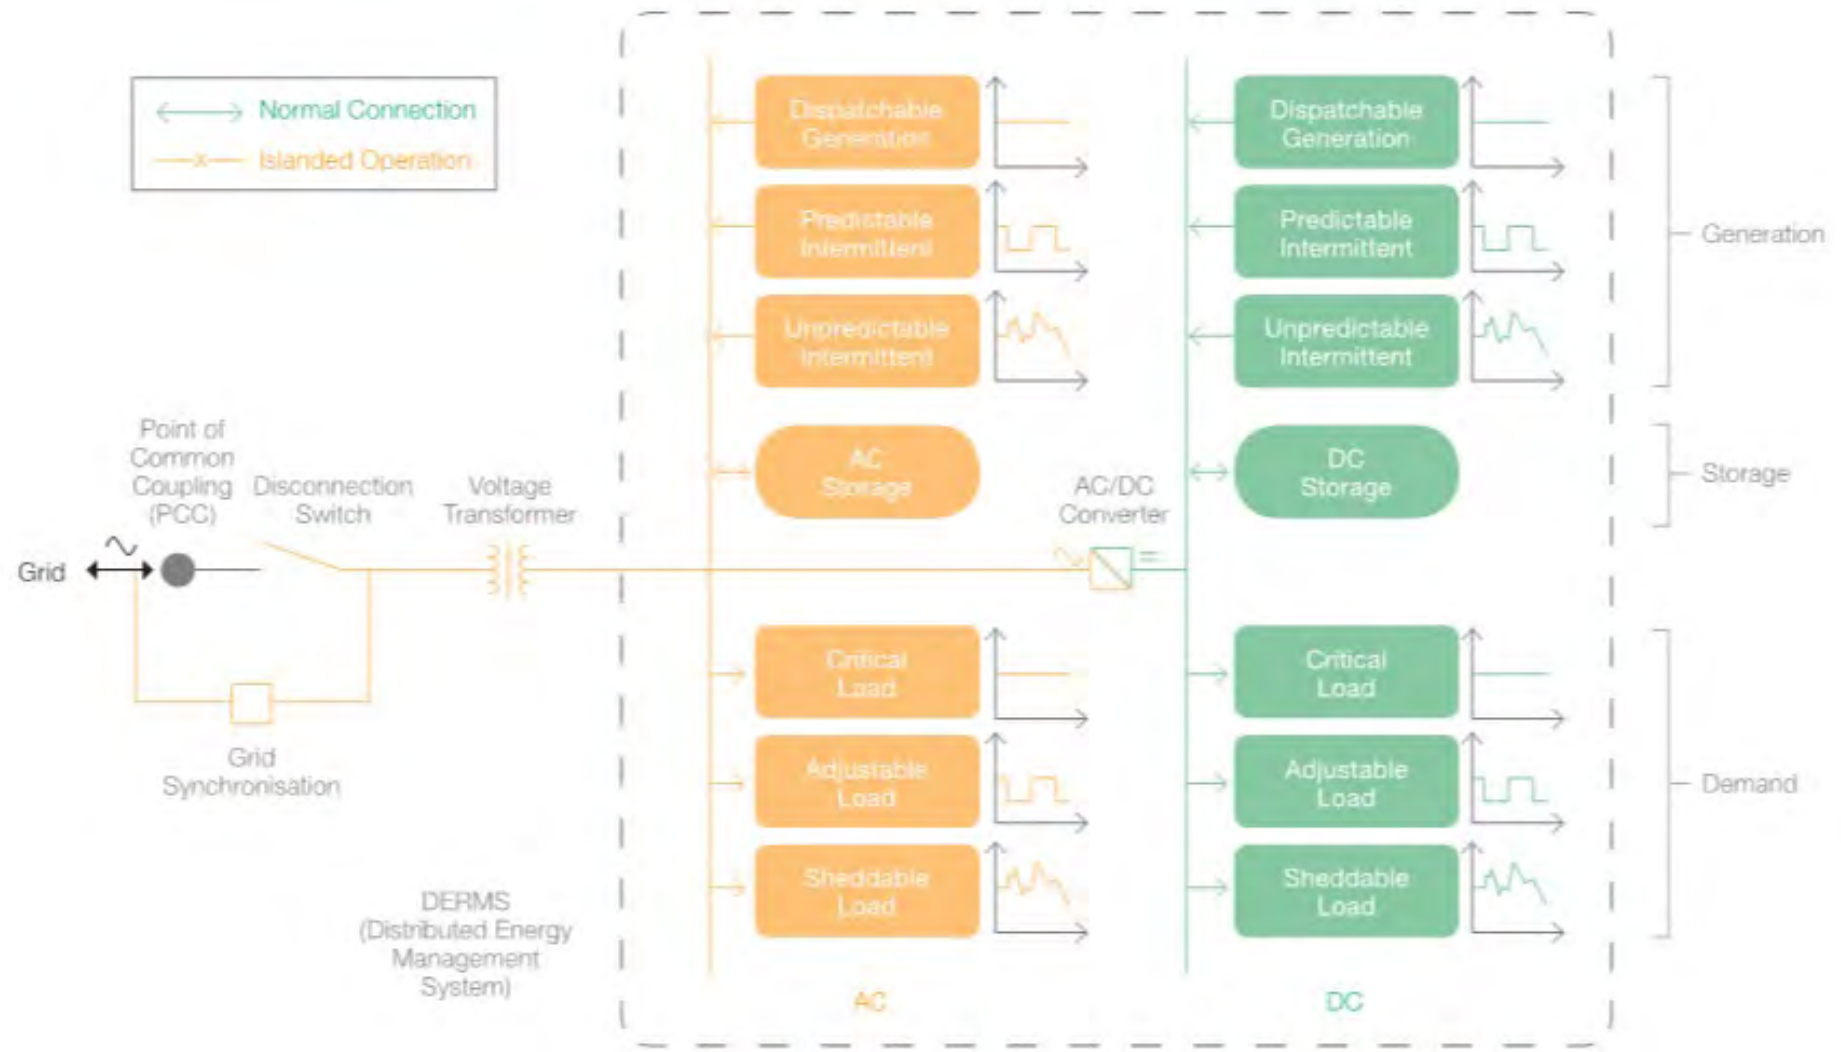 Normal Connection
Islanded Operation
Dispatchable
Generation
Predictable
Intermittent
Unpredictable
Intermittent
AC
Storage
Dispatchable
Generation
Predictable
Intermittent
Unpredictable
Intermittent
DC
Storage
Generation
Storage
Point of
Common
Coupling
(PCC)
Disconnection
Switch
Voltage
Transformer
AC/DC
Converter
Grid
Grid
Synchronisation
Critical
Load
Adjustable
Load
Sheddable
Load
Critical
Load
Adjustable
Load
Sheddable
Load
Demand
DERMS
(Distributed Energy
Management
System)
AC
DC